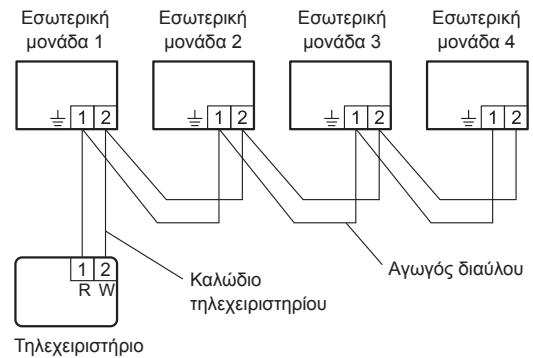 Εσωτερική μονάδα 1
Εσωτερική μονάδα 2
Εσωτερική μονάδα 3
Εσωτερική μονάδα 4
1 2
1 2
1 2
1 2
1 2
R W
Καλώδιο
τηλεχειριστηρίου
Αγωγός διαύλου
Τηλεχειριστήριο